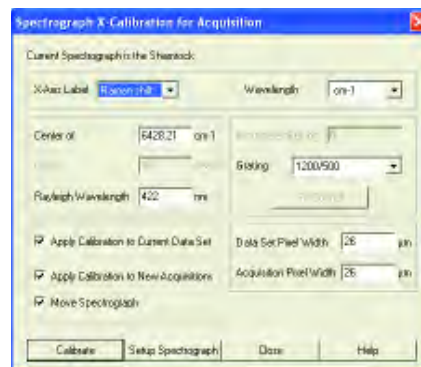 Spectrograph X-Calibration for Acquisition
Current Spectrograph is the Shamrock
X-Axis Label Raman shift Wavelength cm-1
Center at 6428.21 cm-1
Grating 1200/500
Rayleigh Wavelength 422 nm
Apply Calibration to Current Data Set Data Set Pixel Width 26 µm
Apply Calibration to New Acquisitions Acquisition Pixel Width 26 µm
Move Spectrograph
Calibrate Setup Spectrograph Close Help